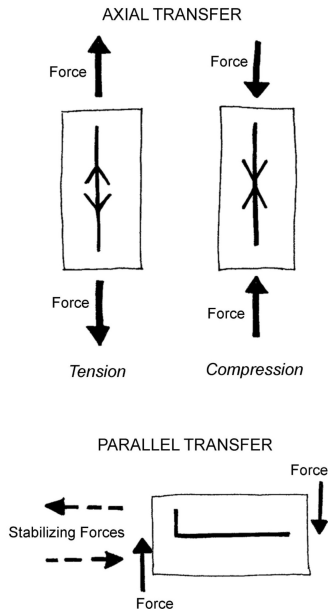 AXIAL TRANSFER
Force
Force
Force
Force
Tension
Compression
PARALLEL TRANSFER
Force
Stabilizing Forces
Force